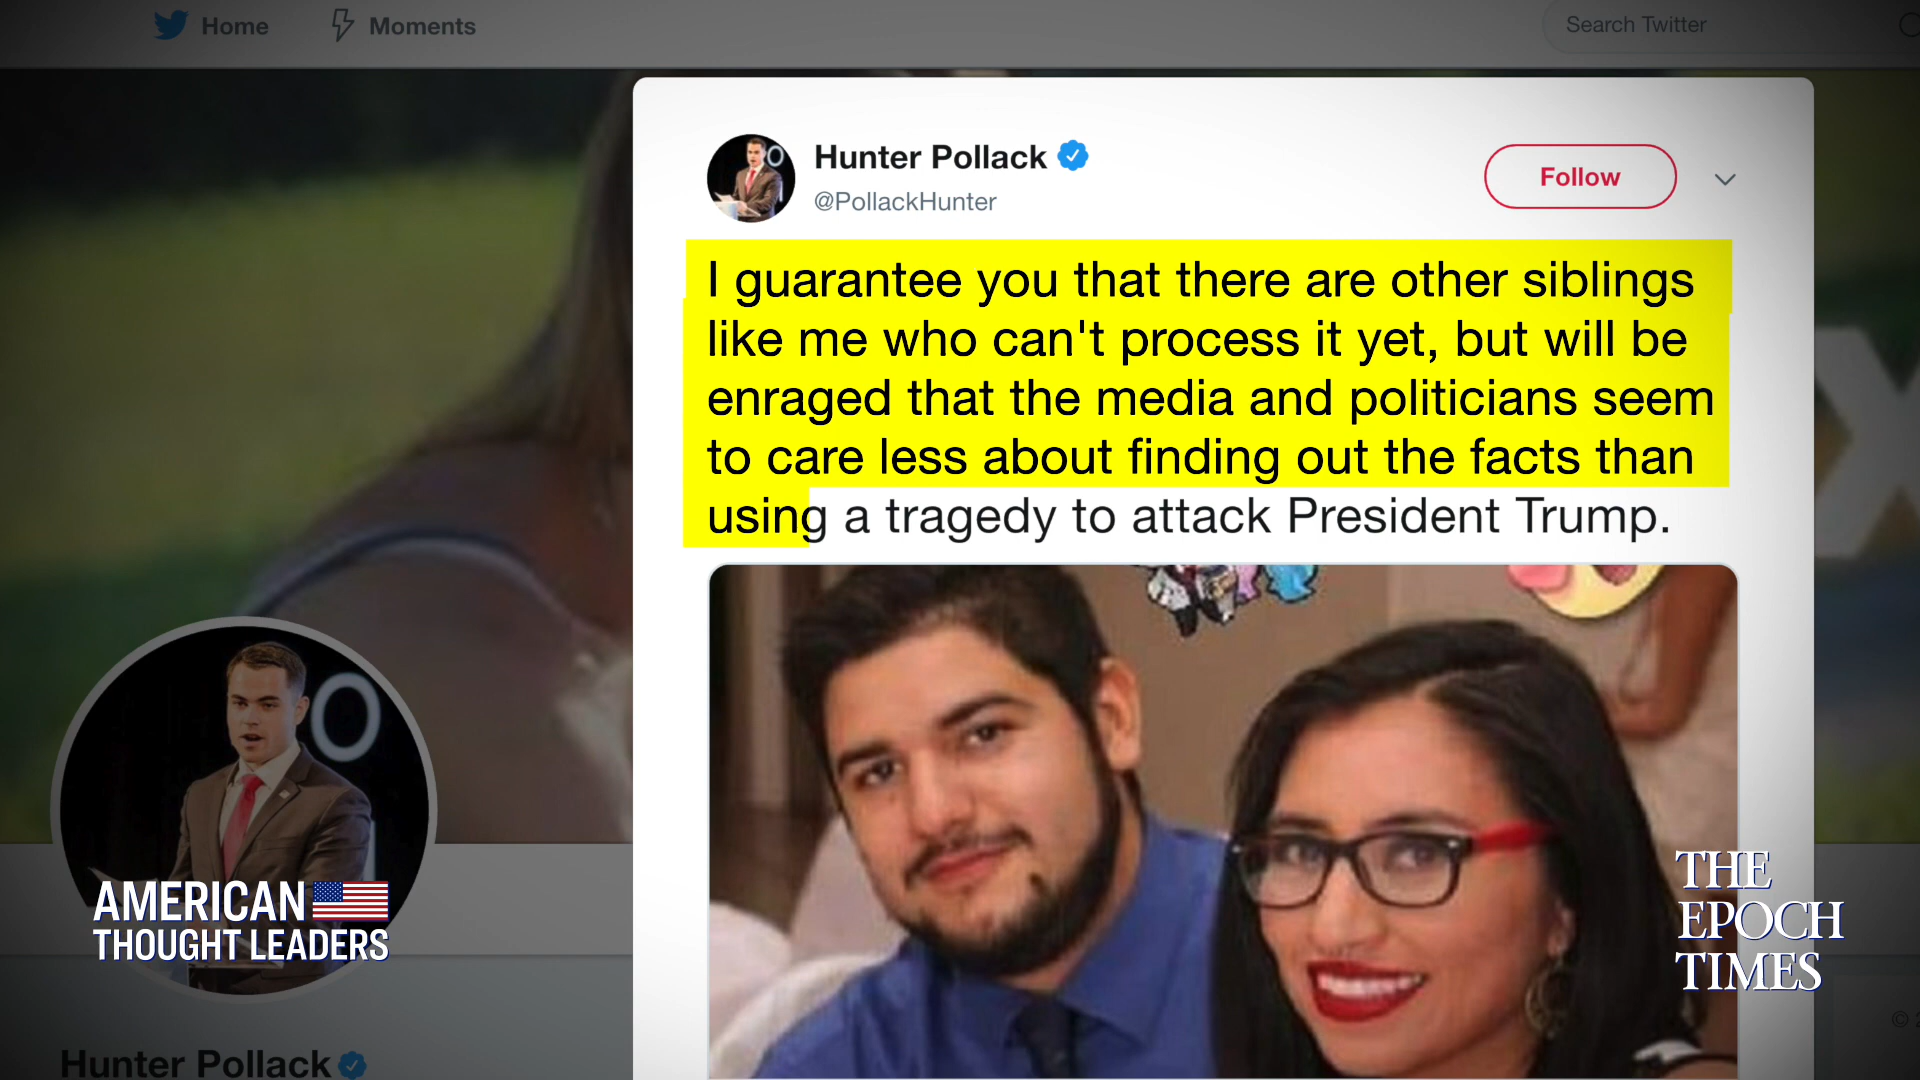 Home
Moments
Search Twitter
Hunter Pollack
@PollackHunter
Follow
I guarantee you that there are other siblings
like me who can't process it yet, but will be
enraged that the media and politicians seem
to care less about finding out the facts than
using a tragedy to attack President Trump.
AMERICAN
THOUGHT LEADERS
THE
EPOCH
TIMES
Hunter Pollack